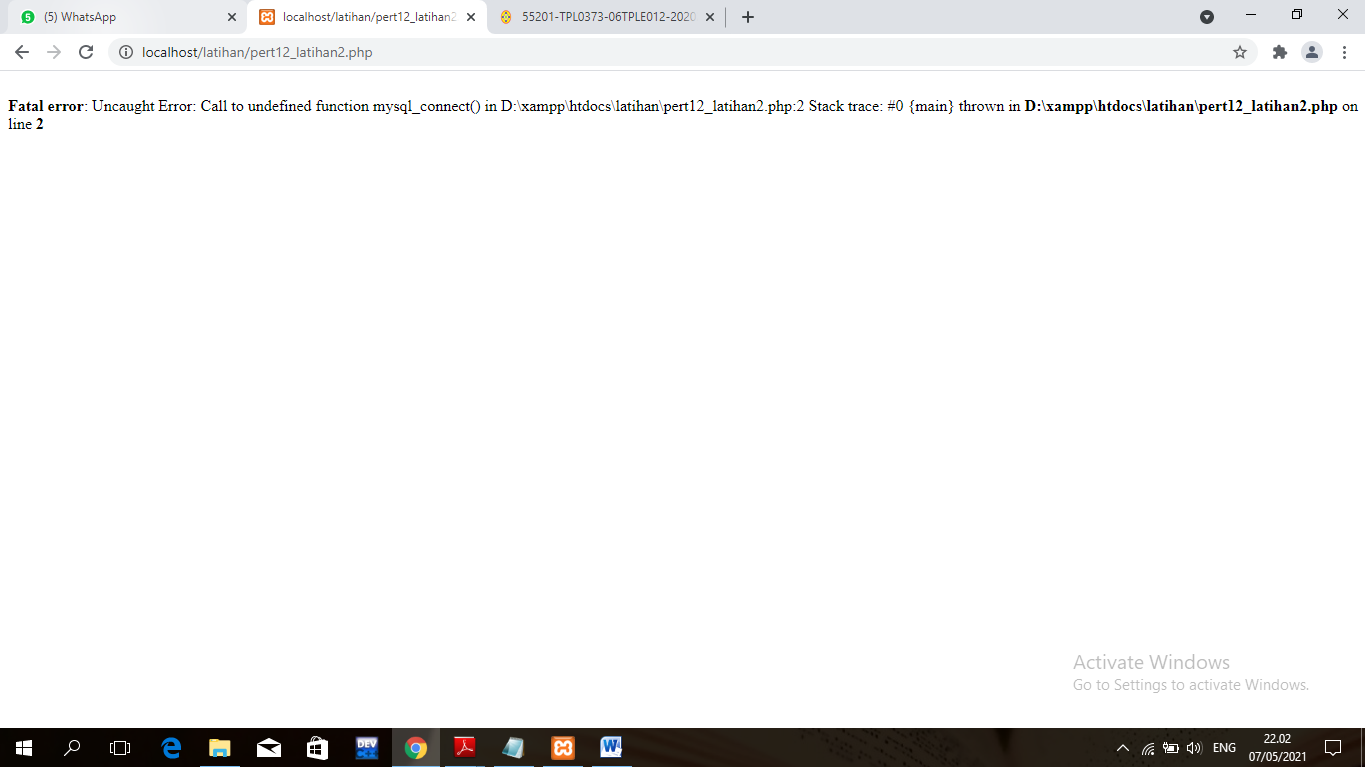 5 (5) WhatsApp
localhost/latihan/pert12_latihan2
55201-TPL0373-06TPLE012-2020
localhost/latihan/pert12_latihan2.php
Fatal error: Uncaught Error: Call to undefined function mysql_connect() in D:\xampp\htdocs\latihan\pert12_latihan2.php:2 Stack trace: #0 {main} thrown in D:\xampp\htdocs\latihan\pert12_latihan2.php on
line 2
Activate Windows
Go to Settings to activate Windows.
DEV
C++
W
ENG
22.02
07/05/2021